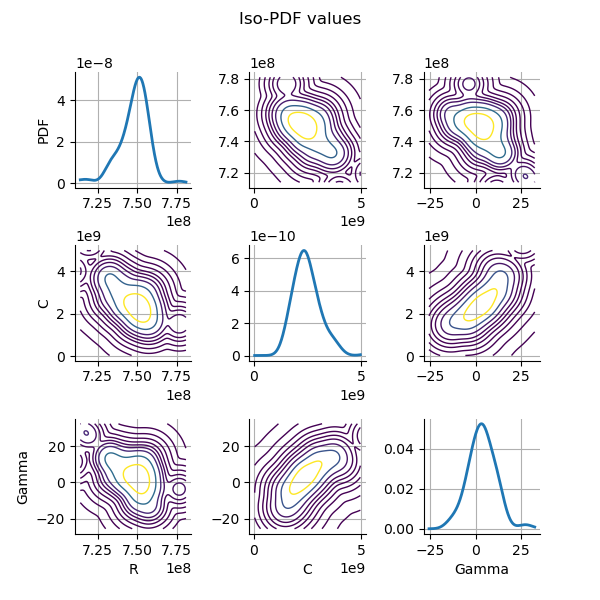 Iso-PDF values
1e−8
1e8
1e8
PDF
4
2
0
7.8
7.6
7.4
7.2
7.8
7.6
7.4
7.2
7.25 7.50 7.75
0 5
−25 0 25
1e8
1e9
1e9
1e−10
1e9
C
4
2
0
6
4
2
0
4
2
0
7.25 7.50 7.75
0 5
−25 0 25
1e8
1e9
Gamma
20
0
−20
20
0
−20
0.04
0.02
0.00
7.25 7.50 7.75
0 5
−25 0 25
R 1e8
C 1e9
Gamma